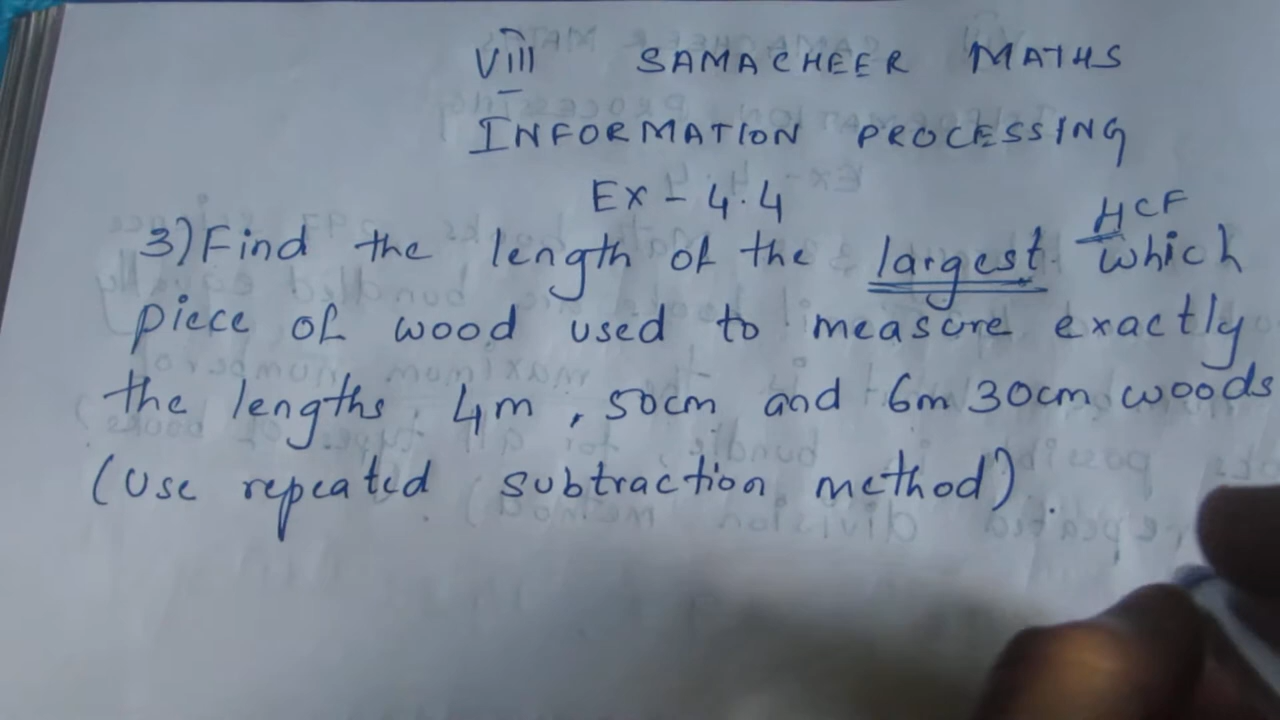 VIII SAMACHEER MATHS
INFORMATION PROCESSING
Ex - 4.4
HCF
3) Find the length of the largest which
piece of wood used to measure exactly
the lengths 4m, 50cm and 6m 30cm woods
(Use repeated subtraction method).